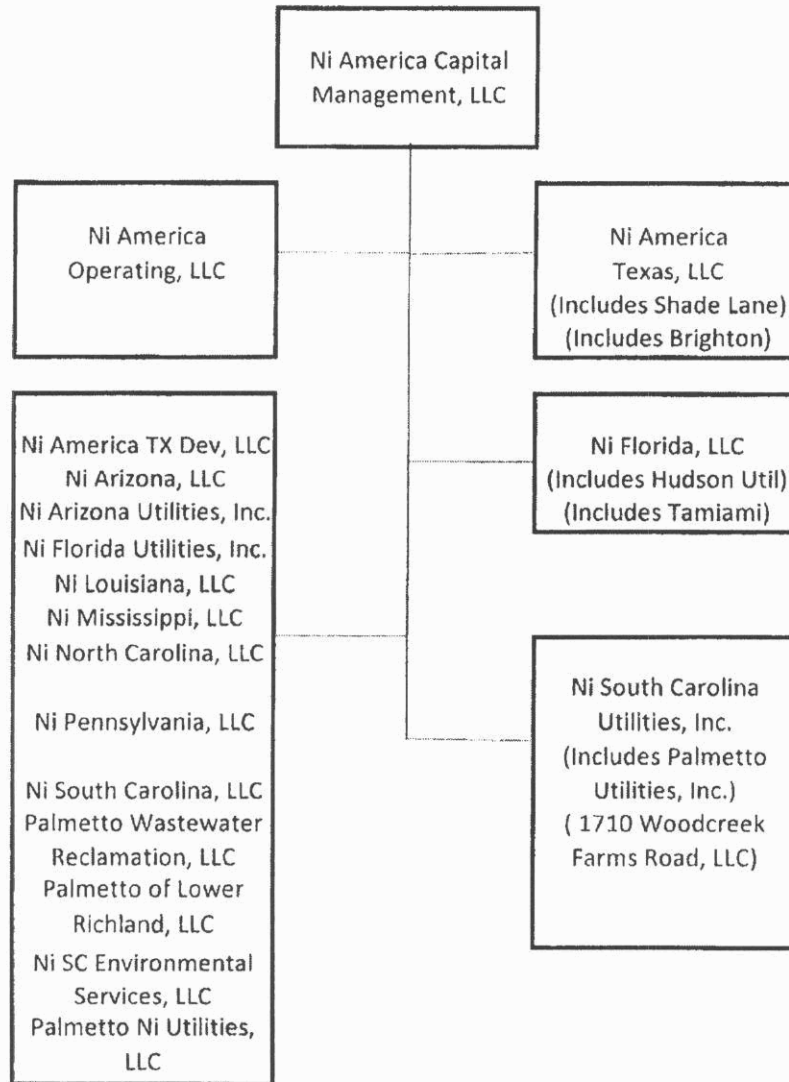 Ni America Capital
Management, LLC
Ni America
Operating, LLC
Ni America
Texas, LLC
(Includes Shade Lane)
(Includes Brighton)
Ni America TX Dev, LLC
Ni Arizona, LLC
Ni Arizona Utilities, Inc.
Ni Florida Utilities, Inc.
Ni Louisiana, LLC
Ni Mississippi, LLC
Ni North Carolina, LLC
Ni Pennsylvania, LLC
Ni South Carolina, LLC
Palmetto Wastewater
Reclamation, LLC
Palmetto of Lower
Richland, LLC
Ni SC Environmental
Services, LLC
Palmetto Ni Utilities,
LLC
Ni Florida, LLC
(Includes Hudson Util)
(Includes Tamiami)
Ni South Carolina
Utilities, Inc.
(Includes Palmetto
Utilities, Inc.)
( 1710 Woodcreek
Farms Road, LLC)